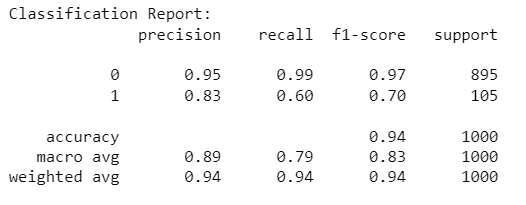 Classification Report:
precision recall f1-score support
0 0.95 0.99 0.97 895
1 0.83 0.60 0.70 105
accuracy 0.94 1000
macro avg 0.89 0.79 0.83 1000
weighted avg 0.94 0.94 0.94 1000